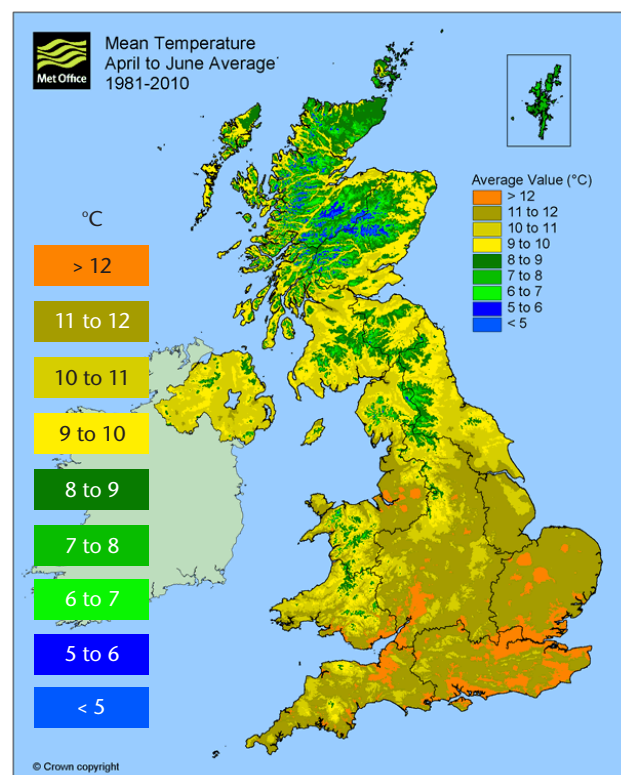 Met Office
Mean Temperature
April to June Average
1981-2010
Average Value (°C)
> 12
11 to 12
10 to 11
9 to 10
8 to 9
7 to 8
6 to 7
5 to 6
< 5
°C
> 12
11 to 12
10 to 11
9 to 10
8 to 9
7 to 8
6 to 7
5 to 6
< 5
© Crown copyright